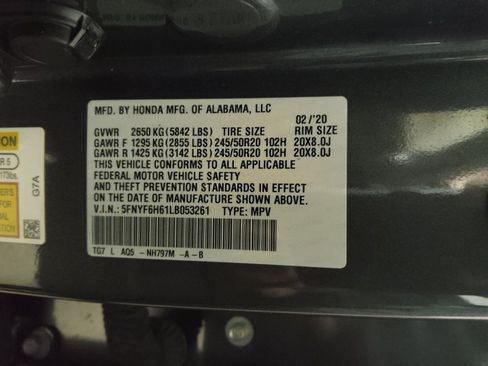 MFD. BY HONDA MFG. OF ALABAMA, LLC
02/'20
GVWR 2650 KG(5842 LBS) TIRE SIZE RIM SIZE
GAWR F 1295 KG(2855 LBS)245/50R20 102H 20X8.0J
GAWR R 1425 KG(3142 LBS)245/50R20 102H 20X8.0J
THIS VEHICLE CONFORMS TO ALL APPLICABLE
FEDERAL MOTOR VEHICLE SAFETY
AND THEFT PREVENTION STANDARDS IN EFFECT
ON THE DATE OF MANUFACTURE SHOWN ABOVE.
V.I.N.: 5FNYF6H61LB053261 TYPE: MPV
TG7 L AQ5 -NH797M -A -B
G7A
R 5
173lbs.